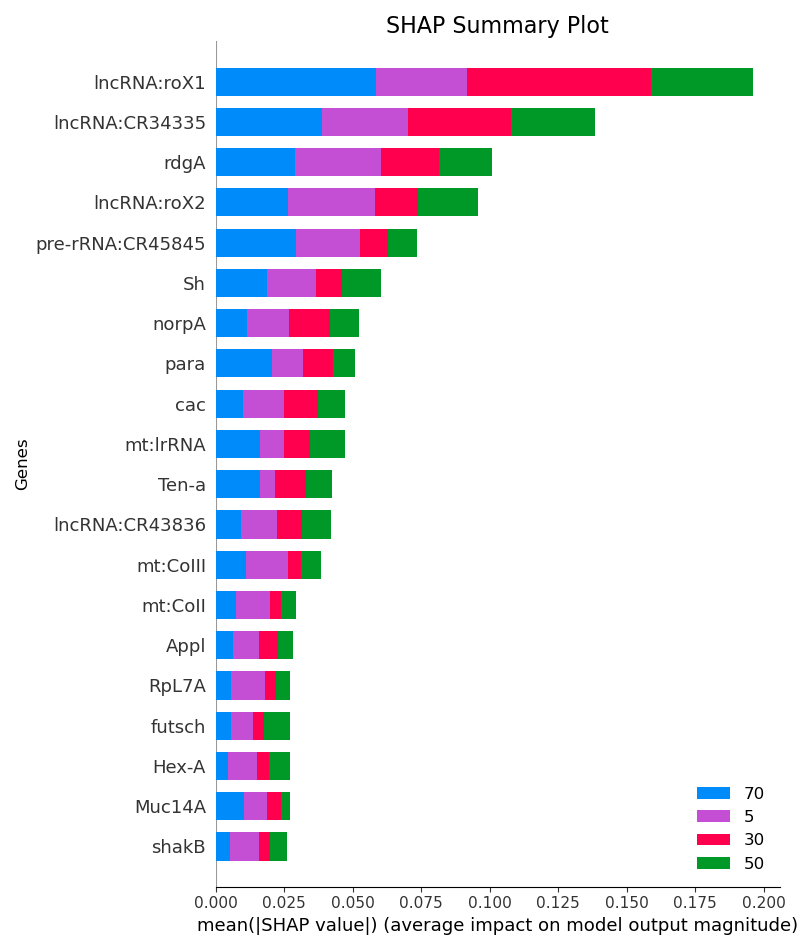 SHAP Summary Plot
lncRNA:roX1
lncRNA:CR34335
rdgA
lncRNA:roX2
pre-rRNA:CR45845
Sh
norpA
para
cac
mt:lrRNA
Ten-a
lncRNA:CR43836
mt:CoIII
mt:CoII
Appl
RpL7A
futsch
Hex-A
Muc14A
shakB
Genes
70
5
30
50
0.000 0.025 0.050 0.075 0.100 0.125 0.150 0.175 0.200
mean(|SHAP value|) (average impact on model output magnitude)